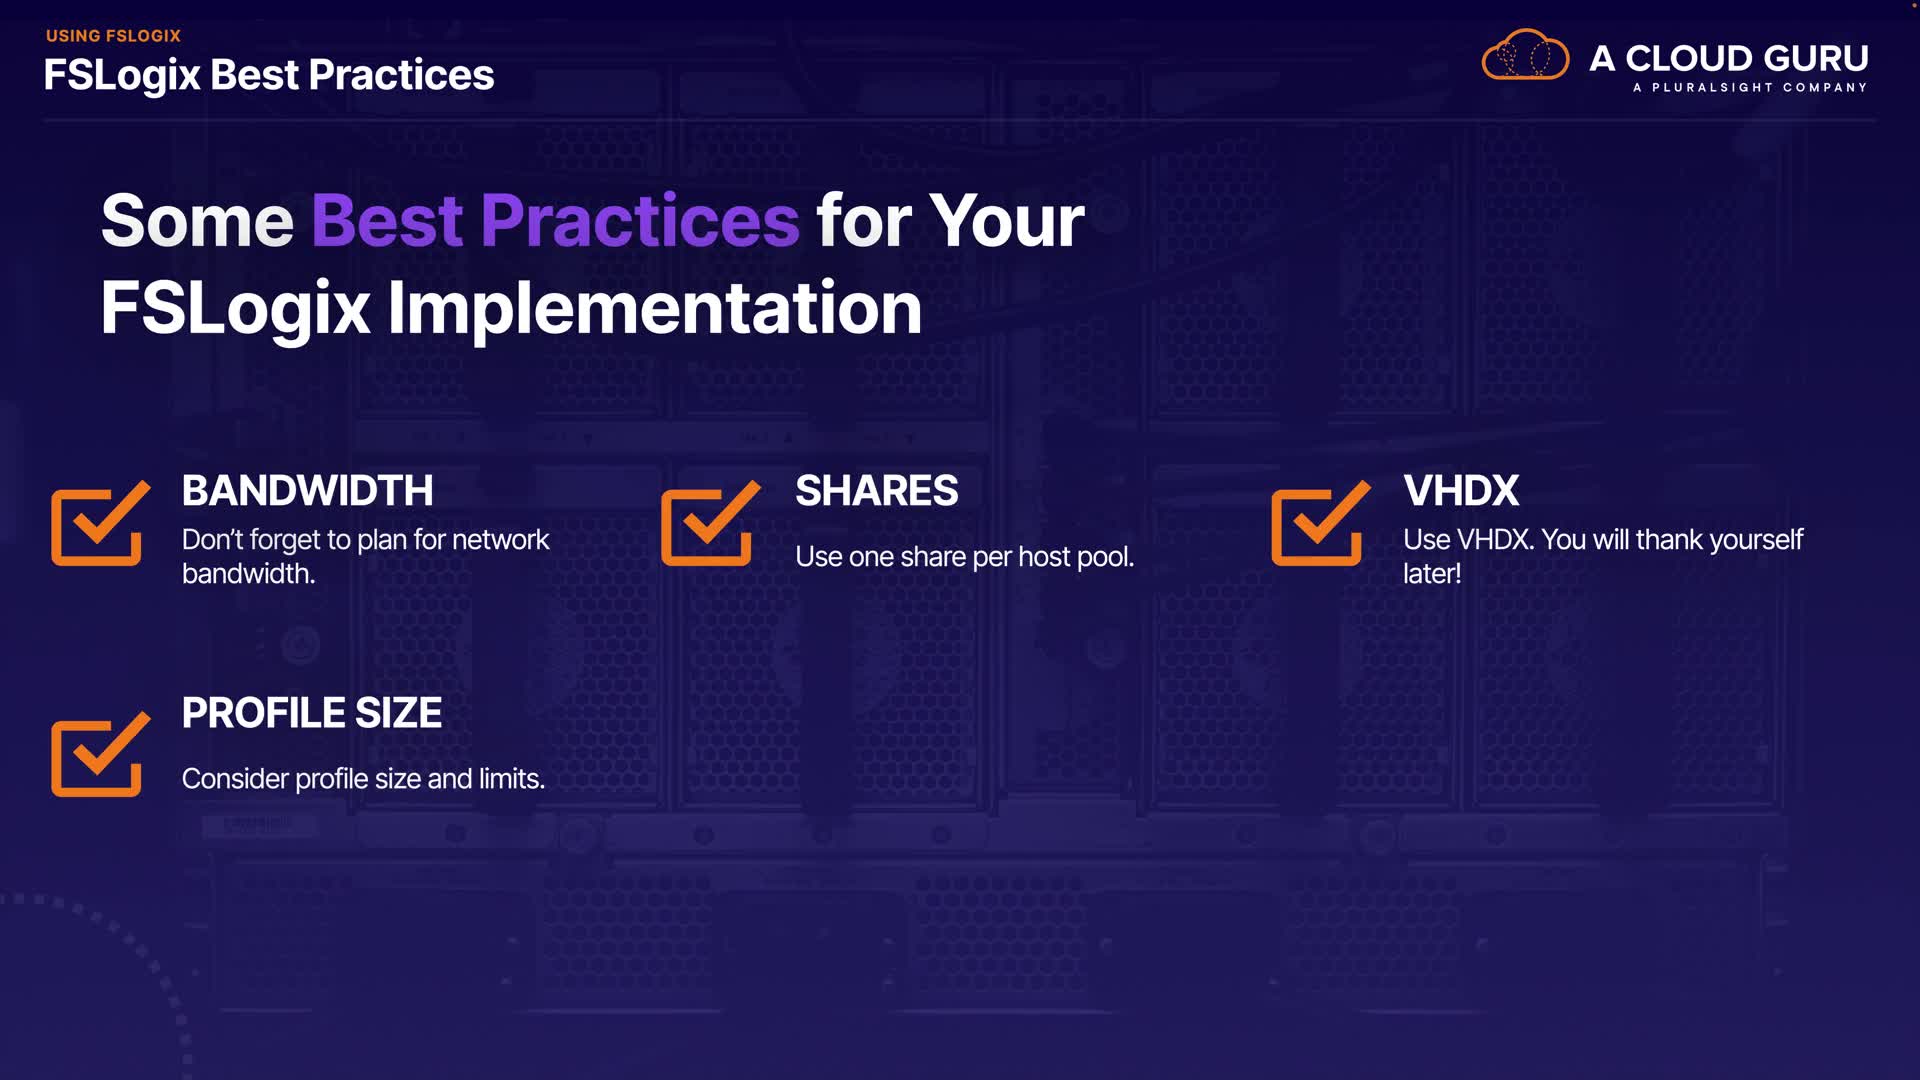 USING FSLOGIX
FSLogix Best Practices
A CLOUD GURU
A PLURALSIGHT COMPANY
Some Best Practices for Your
FSLogix Implementation
BANDWIDTH
Don’t forget to plan for network
bandwidth.
SHARES
Use one share per host pool.
VHDX
Use VHDX. You will thank yourself
later!
PROFILE SIZE
Consider profile size and limits.